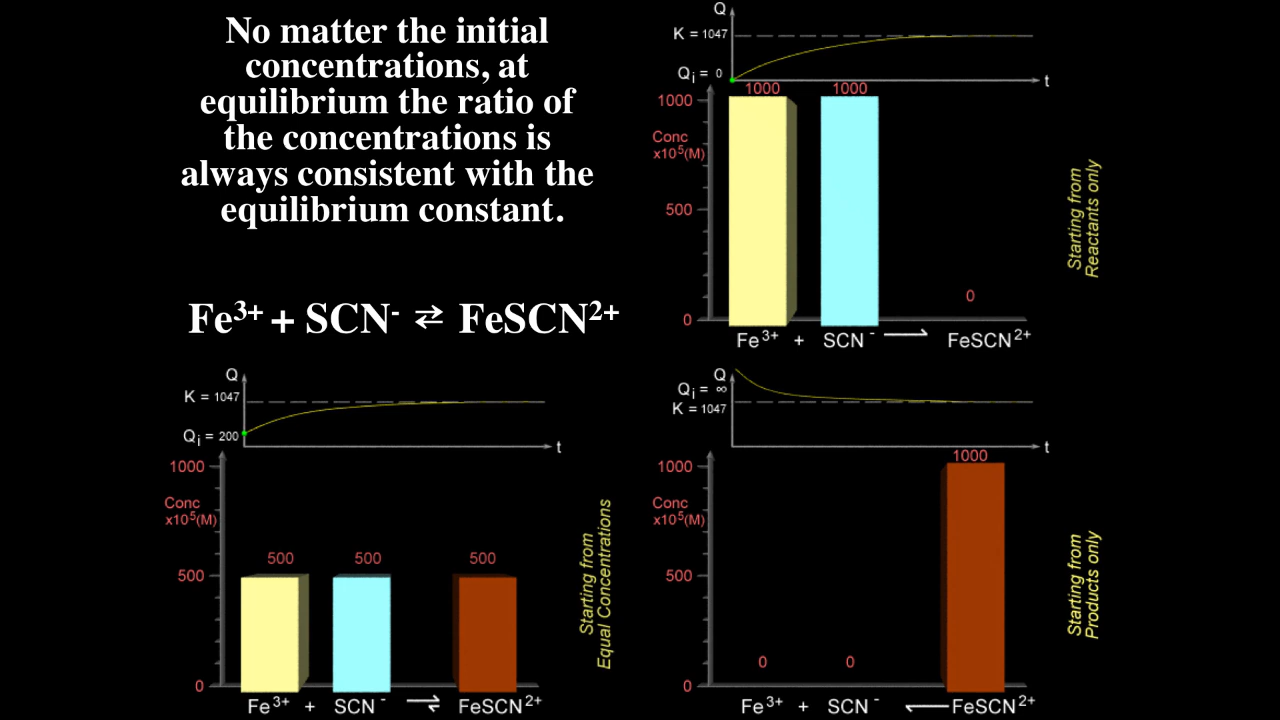 No matter the initial
concentrations, at
equilibrium the ratio of
the concentrations is
always consistent with the
equilibrium constant.
Fe³⁺ + SCN⁻ ⇄ FeSCN²⁺
Q
K = 1047
Qᵢ = 0
t
1000
Conc
x10⁵(M)
500
0
1000
1000
0
Fe³⁺ + SCN⁻ ⇀ FeSCN²⁺
Starting from
Reactants only
Q
K = 1047
Qᵢ = 200
t
1000
Conc
x10⁵(M)
500
0
500
500
500
Fe³⁺ + SCN⁻ ⇄ FeSCN²⁺
Starting from
Equal Concentrations
Q
Qᵢ = ∞
K = 1047
t
1000
Conc
x10⁵(M)
500
0
0
0
1000
Fe³⁺ + SCN⁻ ↽ FeSCN²⁺
Starting from
Products only